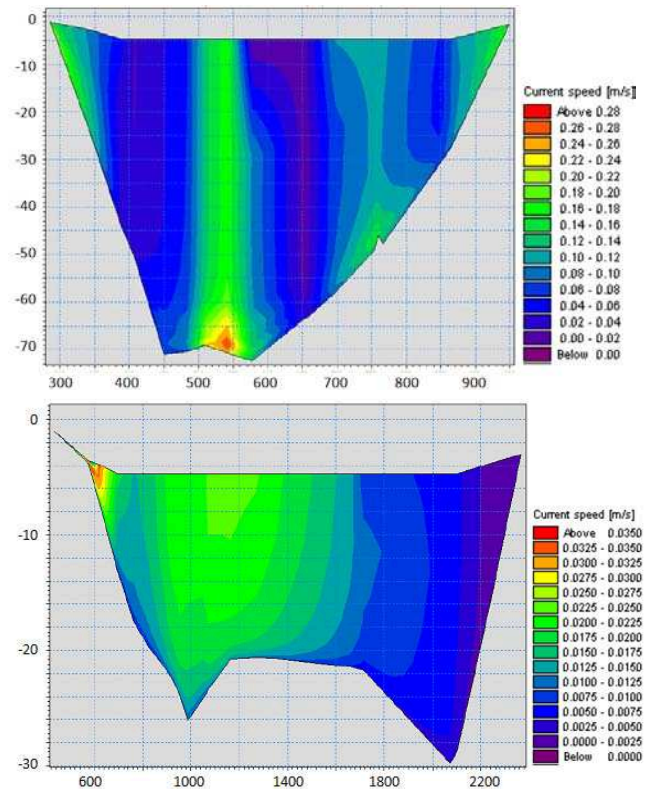 0
-10
-20
-30
-40
-50
-60
-70
300 400 500 600 700 800 900
Current speed [m/s]
Above 0.28
0.26 - 0.28
0.24 - 0.26
0.22 - 0.24
0.20 - 0.22
0.18 - 0.20
0.16 - 0.18
0.14 - 0.16
0.12 - 0.14
0.10 - 0.12
0.08 - 0.10
0.06 - 0.08
0.04 - 0.06
0.02 - 0.04
0.00 - 0.02
Below 0.00
0
-10
-20
-30
600 1000 1400 1800 2200
Current speed [m/s]
Above 0.0350
0.0325 - 0.0350
0.0300 - 0.0325
0.0275 - 0.0300
0.0250 - 0.0275
0.0225 - 0.0250
0.0200 - 0.0225
0.0175 - 0.0200
0.0150 - 0.0175
0.0125 - 0.0150
0.0100 - 0.0125
0.0075 - 0.0100
0.0050 - 0.0075
0.0025 - 0.0050
0.0000 - 0.0025
Below 0.0000